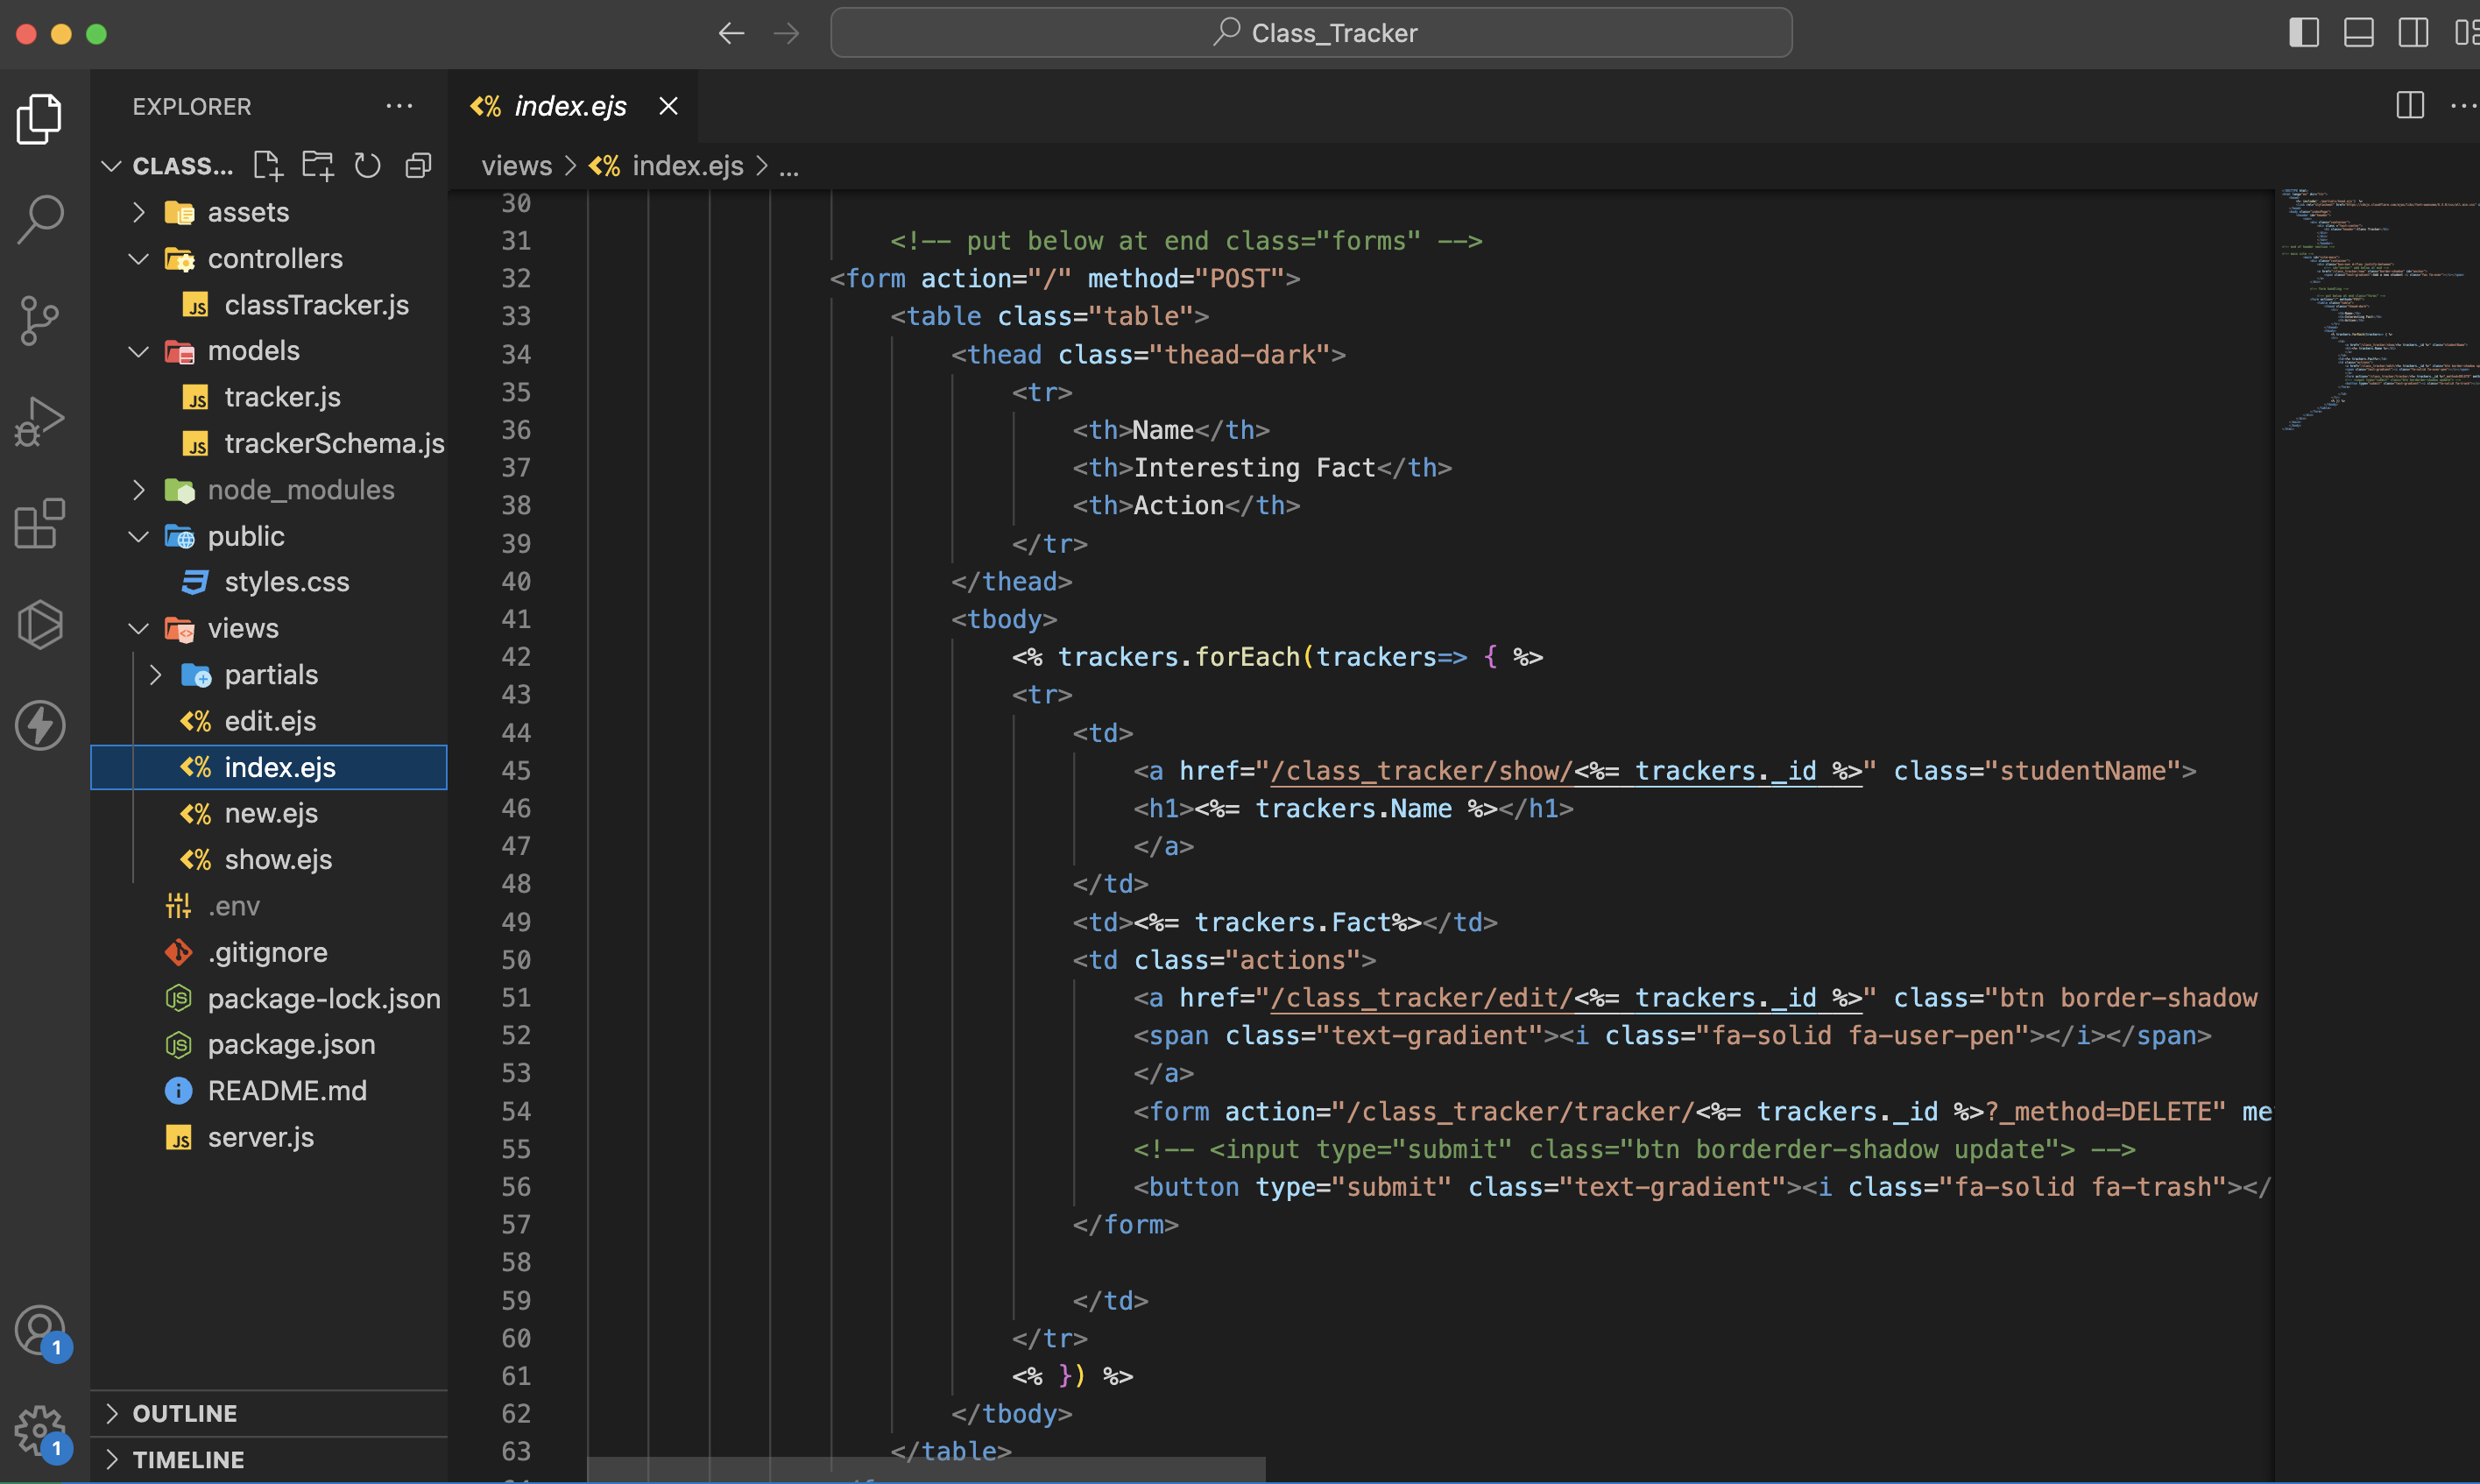 Class_Tracker
EXPLORER
index.ejs
CLASS...
views > index.ejs > ...
assets
controllers
classTracker.js
models
tracker.js
trackerSchema.js
node_modules
public
styles.css
views
partials
edit.ejs
index.ejs
new.ejs
show.ejs
.env
.gitignore
package-lock.json
package.json
README.md
server.js
OUTLINE
TIMELINE
1
1
30
31 <!-- put below at end class="forms" -->
32 <form action="/" method="POST">
33 <table class="table">
34 <thead class="thead-dark">
35 <tr>
36 <th>Name</th>
37 <th>Interesting Fact</th>
38 <th>Action</th>
39 </tr>
40 </thead>
41 <tbody>
42 <% trackers.forEach(trackers=> { %>
43 <tr>
44 <td>
45 <a href="/class_tracker/show/<%= trackers._id %>" class="studentName">
46 <h1><%= trackers.Name %></h1>
47 </a>
48 </td>
49 <td><%= trackers.Fact%></td>
50 <td class="actions">
51 <a href="/class_tracker/edit/<%= trackers._id %>" class="btn border-shadow
52 <span class="text-gradient"><i class="fa-solid fa-user-pen"></i></span>
53 </a>
54 <form action="/class_tracker/tracker/<%= trackers._id %>?_method=DELETE" me
55 <!-- <input type="submit" class="btn borderder-shadow update"> -->
56 <button type="submit" class="text-gradient"><i class="fa-solid fa-trash"></
57 </form>
58
59 </td>
60 </tr>
61 <% }) %>
62 </tbody>
63 </table>